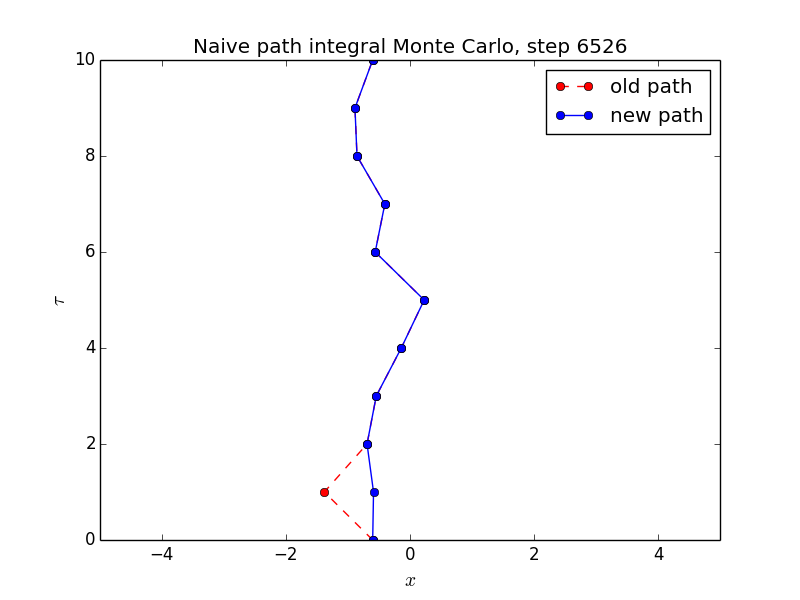 Naive path integral Monte Carlo, step 6526
old path
new path
10
8
6
4
2
0
τ
−4 −2 0 2 4
x